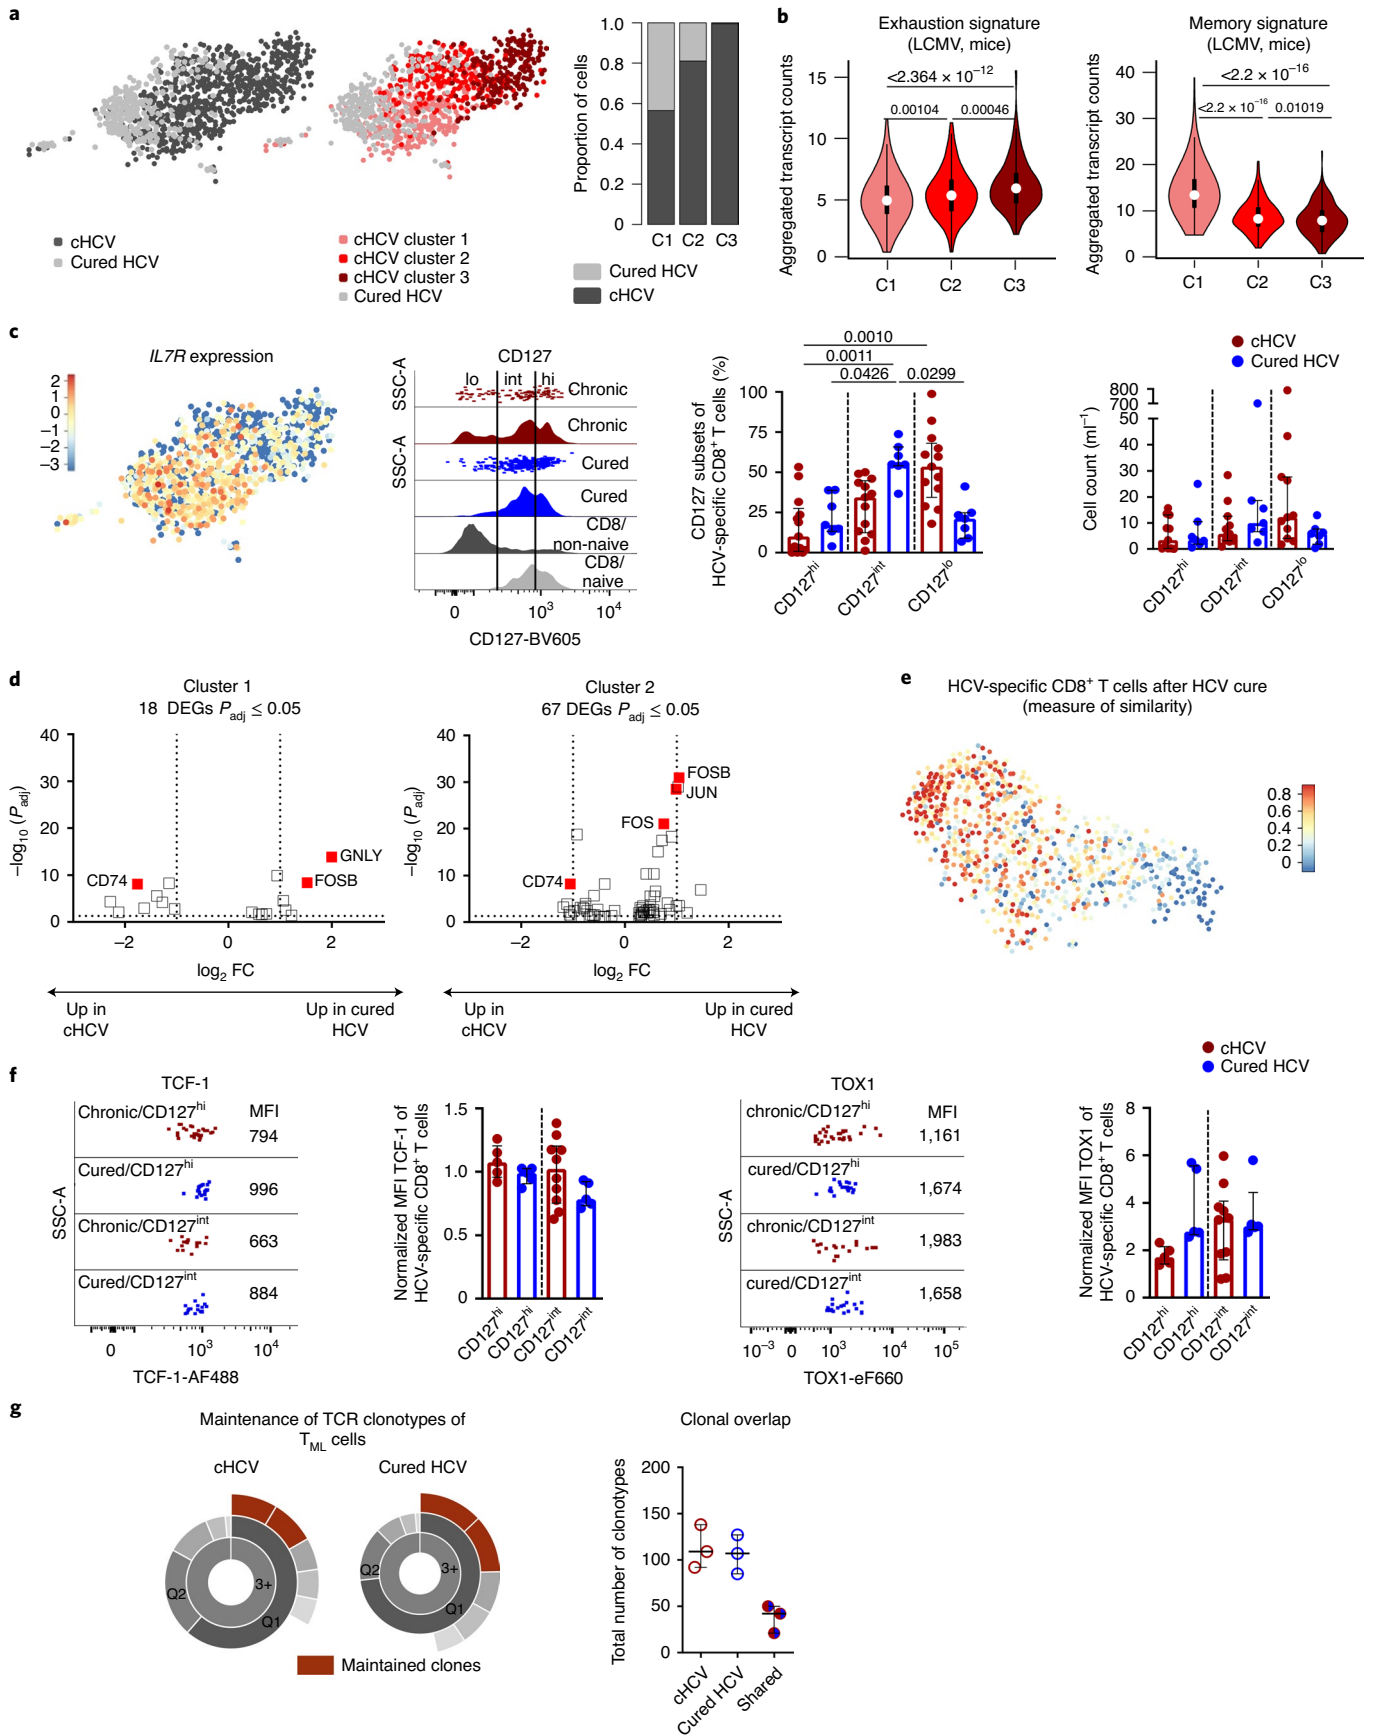 a
cHCV
Cured HCV
cHCV cluster 1
cHCV cluster 2
cHCV cluster 3
Cured HCV
Proportion of cells
1.0
0.8
0.6
0.4
0.2
0
C1 C2 C3
Cured HCV
cHCV
b
Exhaustion signature
(LCMV, mice)
Aggregated transcript counts
15
10
5
0
<2.364 × 10⁻¹²
0.00104 0.00046
C1 C2 C3
Memory signature
(LCMV, mice)
Aggregated transcript counts
40
30
20
10
0
<2.2 × 10⁻¹⁶
<2.2 × 10⁻¹⁶ 0.01019
C1 C2 C3
c
IL7R expression
2
1
0
−1
−2
−3
CD127
SSC-A
SSC-A
lo int hi
Chronic
Chronic
Cured
Cured
CD8/
non-naive
CD8/
naive
0 10³ 10⁴
CD127-BV605
CD127 subsets of
HCV-specific CD8⁺ T cells (%)
0.0010
0.0011
0.0426 0.0299
100
75
50
25
0
CD127ʰⁱ CD127ⁱⁿᵗ CD127ˡᵒ
cHCV
Cured HCV
Cell count (ml⁻¹)
800
700
50
40
30
20
10
0
CD127ʰⁱ CD127ⁱⁿᵗ CD127ˡᵒ
d
Cluster 1
18 DEGs P_adj ≤ 0.05
−log₁₀ (P_adj)
40
30
20
10
0
CD74
GNLY
FOSB
−2 0 2
log₂ FC
Up in
cHCV
Up in cured
HCV
Cluster 2
67 DEGs P_adj ≤ 0.05
−log₁₀ (P_adj)
40
30
20
10
0
FOSB
JUN
FOS
CD74
−2 0 2
log₂ FC
Up in
cHCV
Up in cured
HCV
e
HCV-specific CD8⁺ T cells after HCV cure
(measure of similarity)
0.8
0.6
0.4
0.2
0
f
TCF-1
SSC-A
Chronic/CD127ʰⁱ MFI
794
Cured/CD127ʰⁱ
996
Chronic/CD127ⁱⁿᵗ
663
Cured/CD127ⁱⁿᵗ
884
0 10³ 10⁴
TCF-1-AF488
Normalized MFI TCF-1 of
HCV-specific CD8⁺ T cells
1.5
1.0
0.5
0
CD127ʰⁱ CD127ʰⁱ CD127ⁱⁿᵗ CD127ⁱⁿᵗ
TOX1
SSC-A
chronic/CD127ʰⁱ MFI
1,161
cured/CD127ʰⁱ
1,674
chronic/CD127ⁱⁿᵗ
1,983
cured/CD127ⁱⁿᵗ
1,658
10⁻³ 0 10³ 10⁴ 10⁵
TOX1-eF660
cHCV
Cured HCV
Normalized MFI TOX1 of
HCV-specific CD8⁺ T cells
8
6
4
2
0
CD127ʰⁱ CD127ʰⁱ CD127ⁱⁿᵗ CD127ⁱⁿᵗ
g
Maintenance of TCR clonotypes of
T_ML cells
cHCV
Q2
3+
Q1
Cured HCV
Q2
3+
Q1
Maintained clones
Clonal overlap
Total number of clonotypes
200
150
100
50
0
cHCV Cured HCV Shared